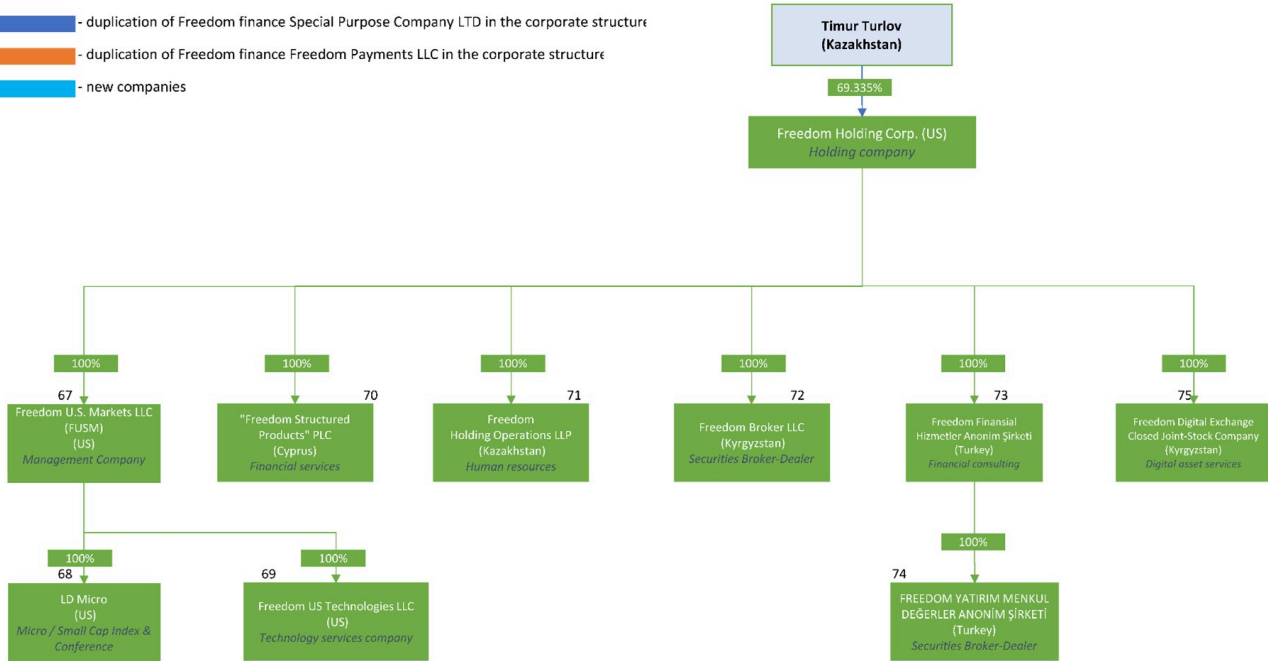 - duplication of Freedom finance Special Purpose Company LTD in the corporate structure
- duplication of Freedom finance Freedom Payments LLC in the corporate structure
- new companies
Timur Turlov
(Kazakhstan)
69.335%
Freedom Holding Corp. (US)
Holding company
100%
100%
100%
100%
100%
100%
67
Freedom U.S. Markets LLC
(FUSM)
(US)
Management Company
70
"Freedom Structured
Products" PLC
(Cyprus)
Financial services
71
Freedom
Holding Operations LLP
(Kazakhstan)
Human resources
72
Freedom Broker LLC
(Kyrgyzstan)
Securities Broker-Dealer
73
Freedom Finansial
Hizmetler Anonim Şirketi
(Turkey)
Financial consulting
75
Freedom Digital Exchange
Closed Joint-Stock Company
(Kyrgyzstan)
Digital asset services
100%
100%
100%
68
LD Micro
(US)
Micro / Small Cap Index &
Conference
69
Freedom US Technologies LLC
(US)
Technology services company
74
FREEDOM YATIRIM MENKUL
DEĞERLER ANONİM ŞİRKETİ
(Turkey)
Securities Broker-Dealer